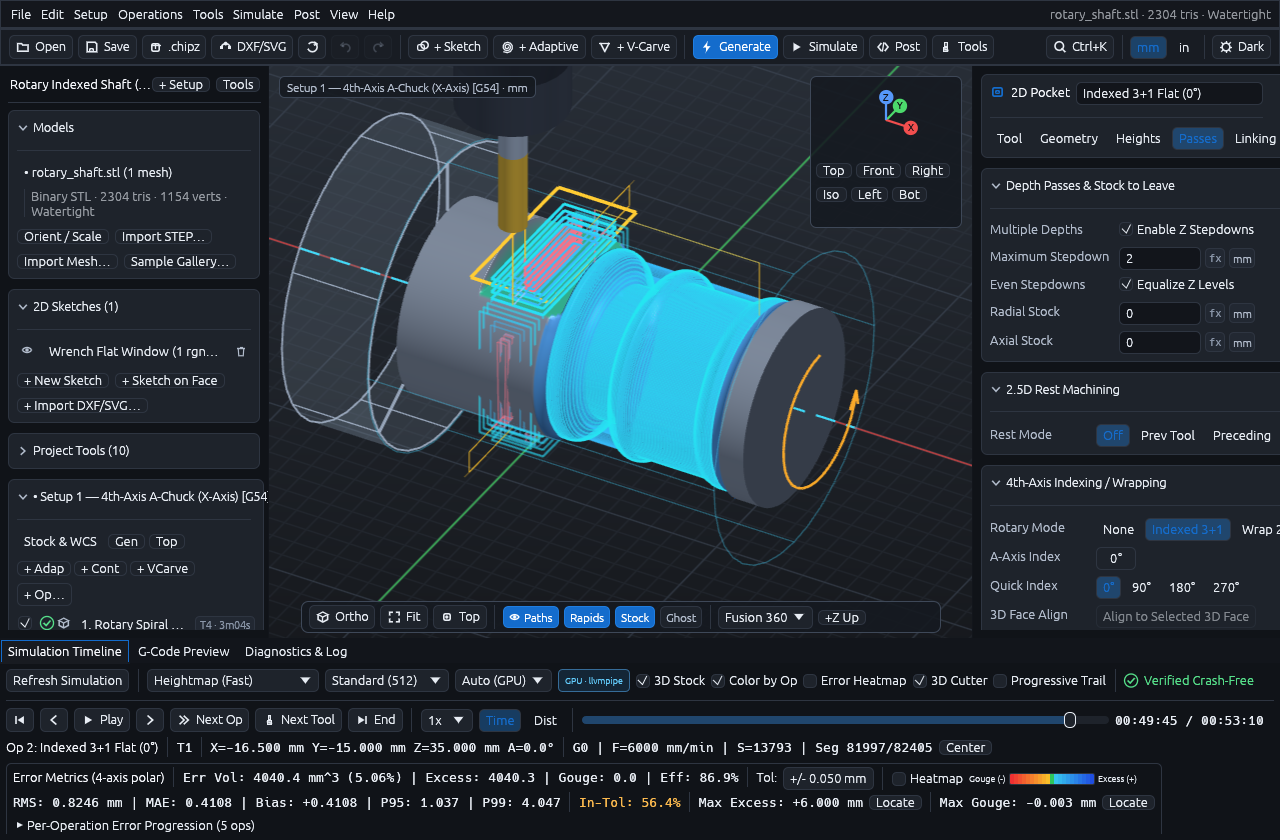 File Edit Setup Operations Tools Simulate Post View Help rotary_shaft.stl · 2304 tris · Watertight
Open Save .chipz DXF/SVG + Sketch + Adaptive + V-Carve Generate Simulate Post Tools Ctrl+K mm in Dark
Rotary Indexed Shaft (... + Setup Tools
Models
• rotary_shaft.stl (1 mesh)
Binary STL · 2304 tris · 1154 verts ·
Watertight
Orient / Scale Import STEP...
Import Mesh... Sample Gallery...
2D Sketches (1)
Wrench Flat Window (1 rgn...
+ New Sketch + Sketch on Face
+ Import DXF/SVG...
Project Tools (10)
• Setup 1 — 4th-Axis A-Chuck (X-Axis) [G54]
Stock & WCS Gen Top
+ Adap + Cont + VCarve
+ Op...
1. Rotary Spiral ... T4 · 3m04s
Setup 1 — 4th-Axis A-Chuck (X-Axis) [G54] · mm
Z Y X
Top Front Right
Iso Left Bot
Ortho Fit Top Paths Rapids Stock Ghost Fusion 360 +Z Up
2D Pocket Indexed 3+1 Flat (0°)
Tool Geometry Heights Passes Linking
Depth Passes & Stock to Leave
Multiple Depths Enable Z Stepdowns
Maximum Stepdown 2 fx mm
Even Stepdowns Equalize Z Levels
Radial Stock 0 fx mm
Axial Stock 0 fx mm
2.5D Rest Machining
Rest Mode Off Prev Tool Preceding
4th-Axis Indexing / Wrapping
Rotary Mode None Indexed 3+1 Wrap 2
A-Axis Index 0°
Quick Index 0° 90° 180° 270°
3D Face Align Align to Selected 3D Face
Simulation Timeline G-Code Preview Diagnostics & Log
Refresh Simulation Heightmap (Fast) Standard (512) Auto (GPU) GPU · llvmpipe 3D Stock Color by Op Error Heatmap 3D Cutter Progressive Trail Verified Crash-Free
Play Next Op Next Tool End 1x Time Dist 00:49:45 / 00:53:10
Op 2: Indexed 3+1 Flat (0°) T1 X=-16.500 mm Y=-15.000 mm Z=35.000 mm A=0.0° G0 | F=6000 mm/min | S=13793 | Seg 81997/82405 Center
Error Metrics (4-axis polar) Err Vol: 4040.4 mm^3 (5.06%) | Excess: 4040.3 | Gouge: 0.0 | Eff: 86.9% Tol: +/- 0.050 mm Heatmap Gouge (-) Excess (+)
RMS: 0.8246 mm | MAE: 0.4108 | Bias: +0.4108 | P95: 1.037 | P99: 4.047 In-Tol: 56.4% Max Excess: +6.000 mm Locate Max Gouge: -0.003 mm Locate
Per-Operation Error Progression (5 ops)